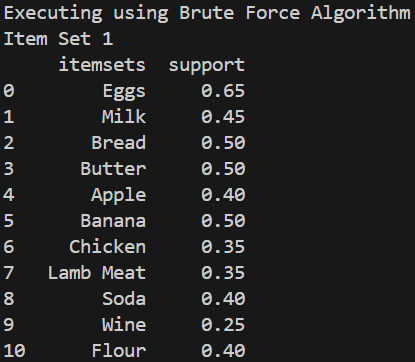 Executing using Brute Force Algorithm
Item Set 1
itemsets support
0 Eggs 0.65
1 Milk 0.45
2 Bread 0.50
3 Butter 0.50
4 Apple 0.40
5 Banana 0.50
6 Chicken 0.35
7 Lamb Meat 0.35
8 Soda 0.40
9 Wine 0.25
10 Flour 0.40